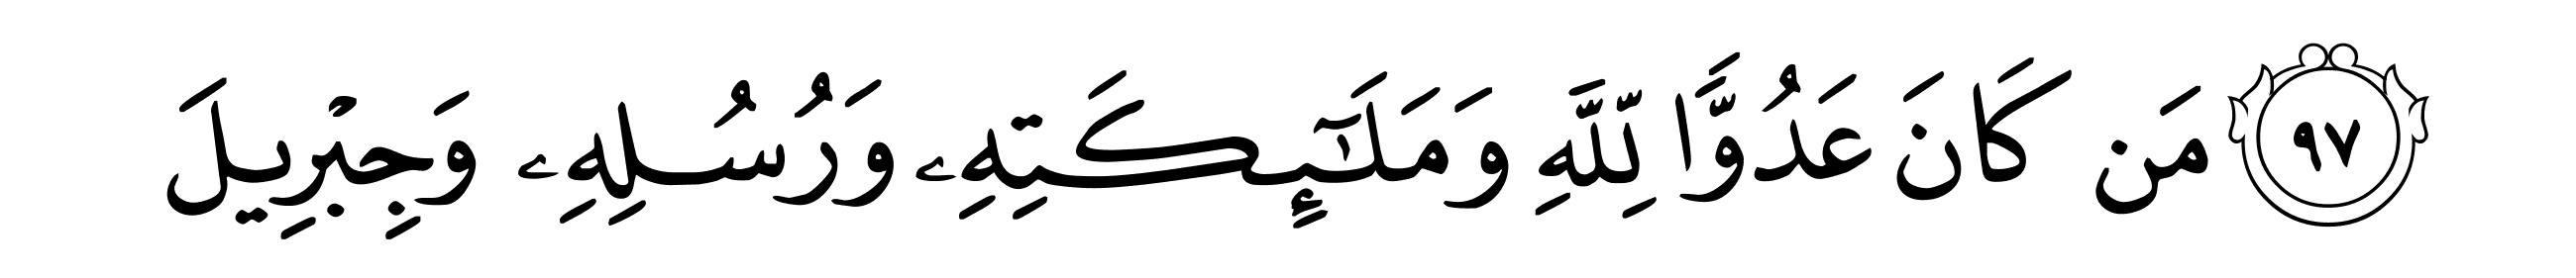 ٩٧ مَن كَانَ عَدُوًّا لِّلَّهِ وَمَلَـٰٓئِكَتِهِۦ وَرُسُلِهِۦ وَجِبْرِيلَ